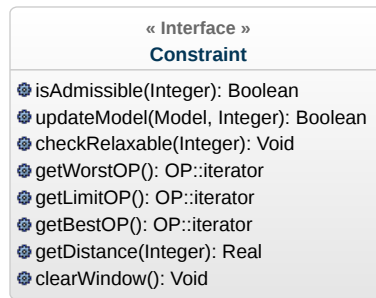 « Interface »
Constraint
isAdmissible(Integer): Boolean
updateModel(Model, Integer): Boolean
checkRelaxable(Integer): Void
getWorstOP(): OP::iterator
getLimitOP(): OP::iterator
getBestOP(): OP::iterator
getDistance(Integer): Real
clearWindow(): Void